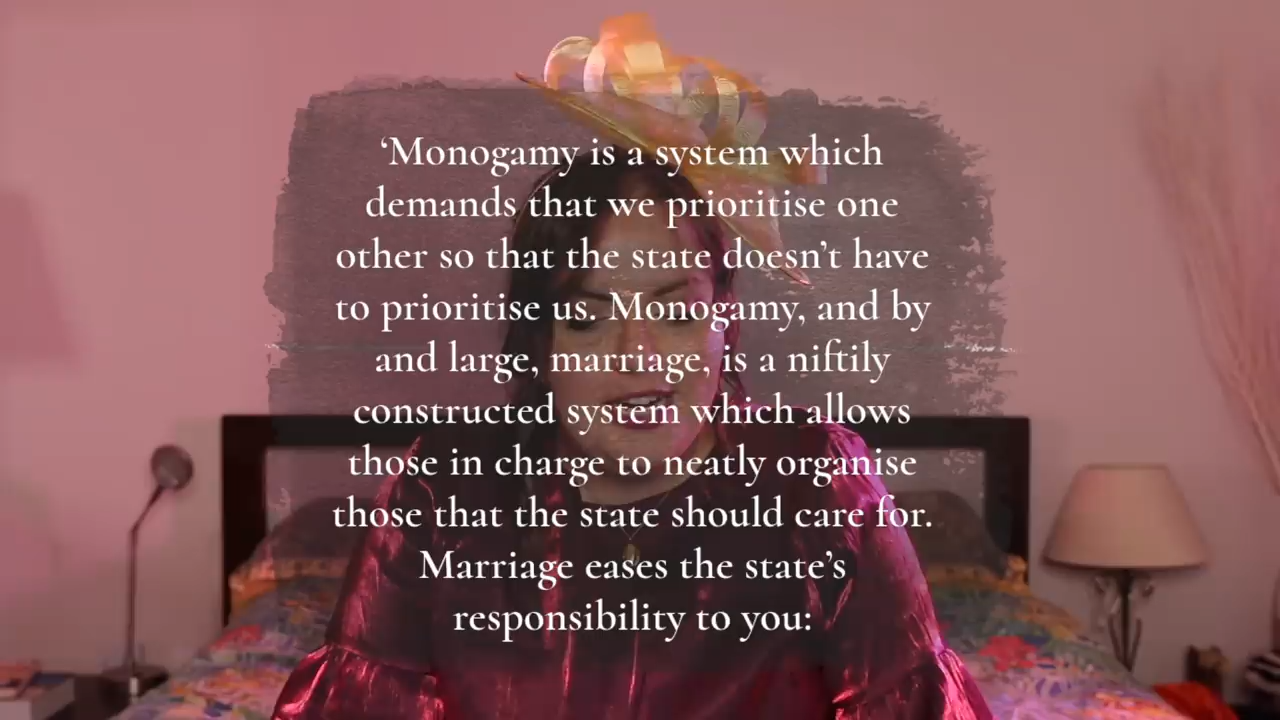 ‘Monogamy is a system which
demands that we prioritise one
other so that the state doesn’t have
to prioritise us. Monogamy, and by
and large, marriage, is a niftily
constructed system which allows
those in charge to neatly organise
those that the state should care for.
Marriage eases the state’s
responsibility to you: